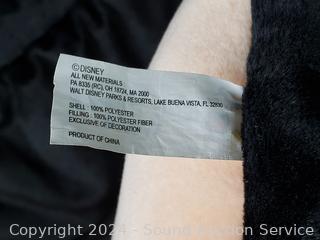 ©DISNEY
ALL NEW MATERIALS
PA 8335 (RC), OH 18724, MA 2000
WALT DISNEY PARKS & RESORTS, LAKE BUENA VISTA, FL 32830
SHELL : 100% POLYESTER
FILLING : 100% POLYESTER FIBER
EXCLUSIVE OF DECORATION
PRODUCT OF CHINA
Copyright 2024 - Sound Auction Service